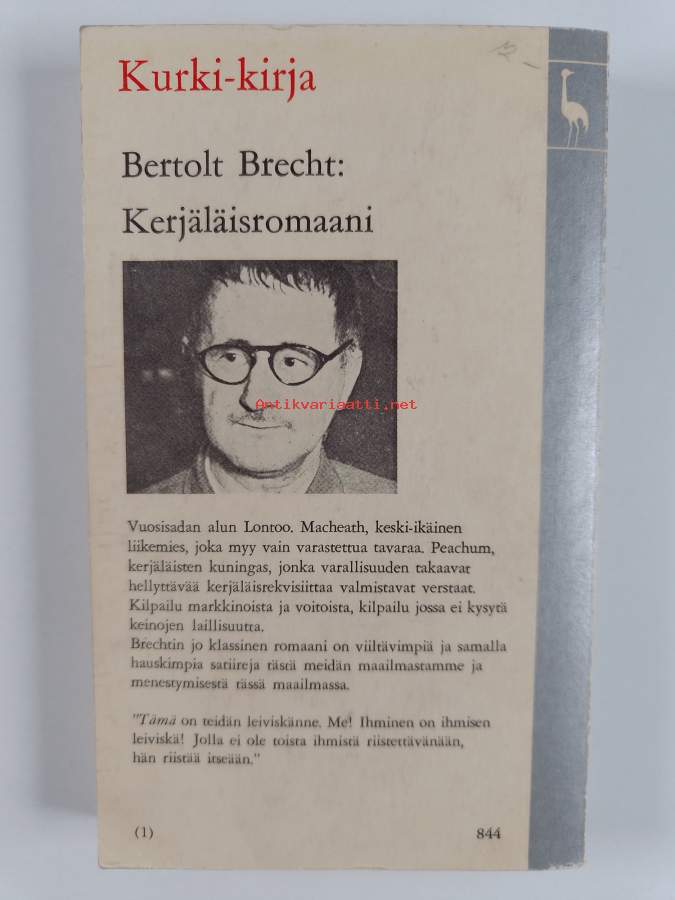 Kurki-kirja
Bertolt Brecht:
Kerjäläisromaani
Antikvariaatti.net
Vuosisadan alun Lontoo. Macheath, keski-ikäinen
liikemies, joka myy vain varastettua tavaraa. Peachum,
kerjäläisten kuningas, jonka varallisuuden takaavat
hellyttävää kerjäläisrekvisiittaa valmistavat verstaat.
Kilpailu markkinoista ja voitoista, kilpailu jossa ei kysytä
keinojen laillisuutta.
Brechtin jo klassinen romaani on viiltävimpiä ja samalla
hauskimpia satiireja tästä meidän maailmastamme ja
menestymisestä tässä maailmassa.
"Tämä on teidän leiviskänne. Me! Ihminen on ihmisen
leiviskä! Jolla ei ole toista ihmistä riistettävänään,
hän riistää itseään."
(1) 844